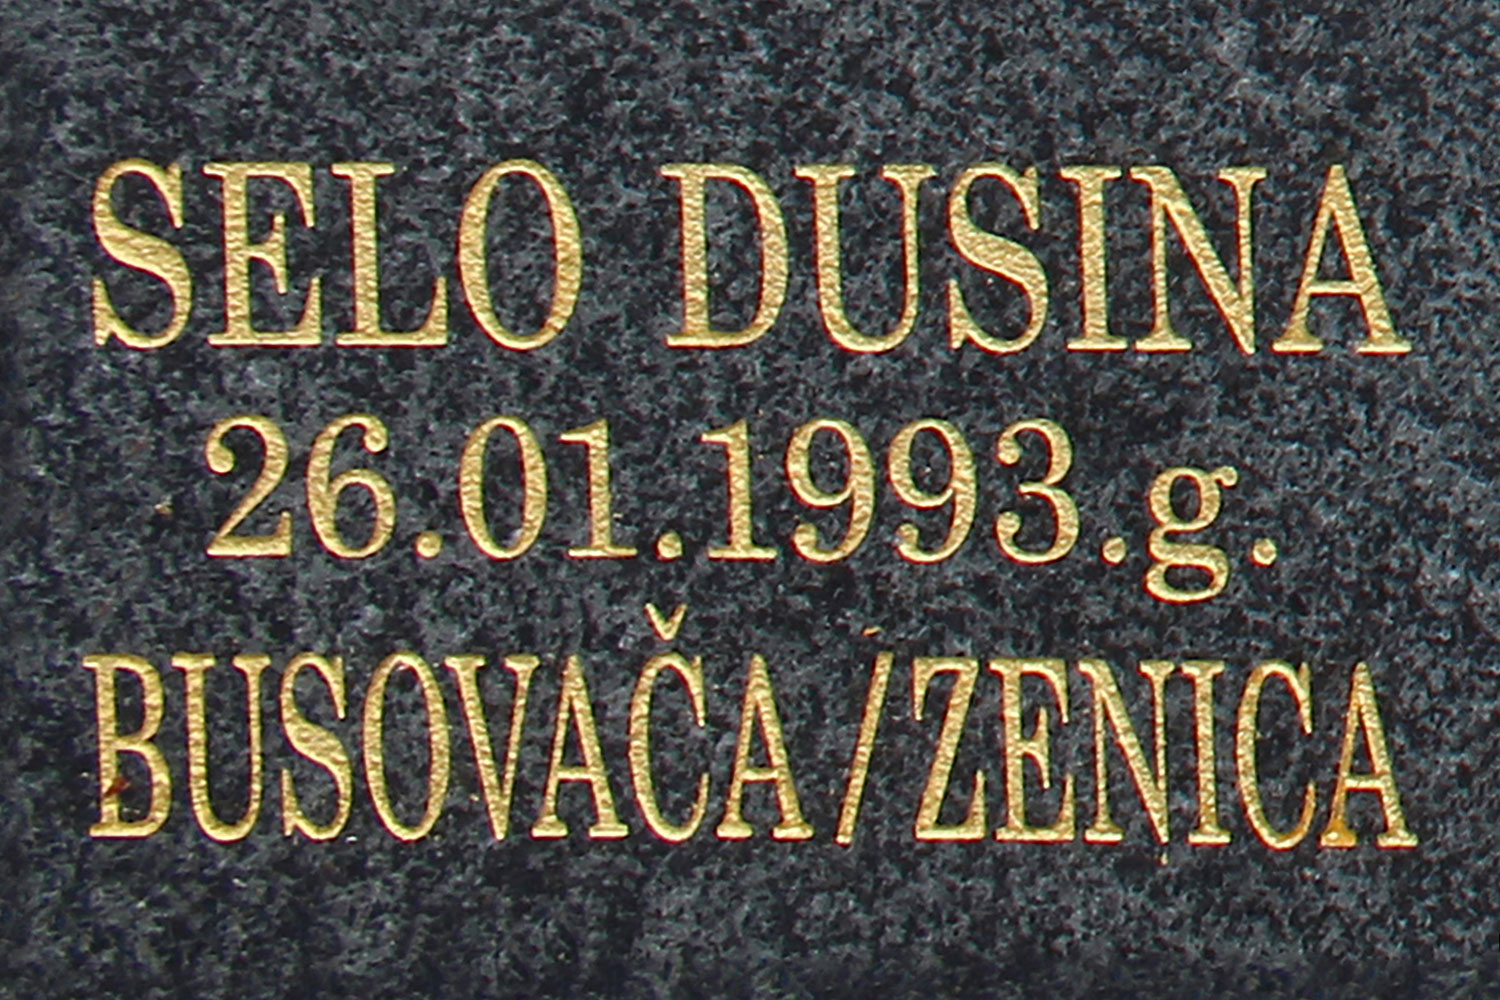 SELO DUSINA
26.01.1993.g.
BUSOVAČA/ZENICA